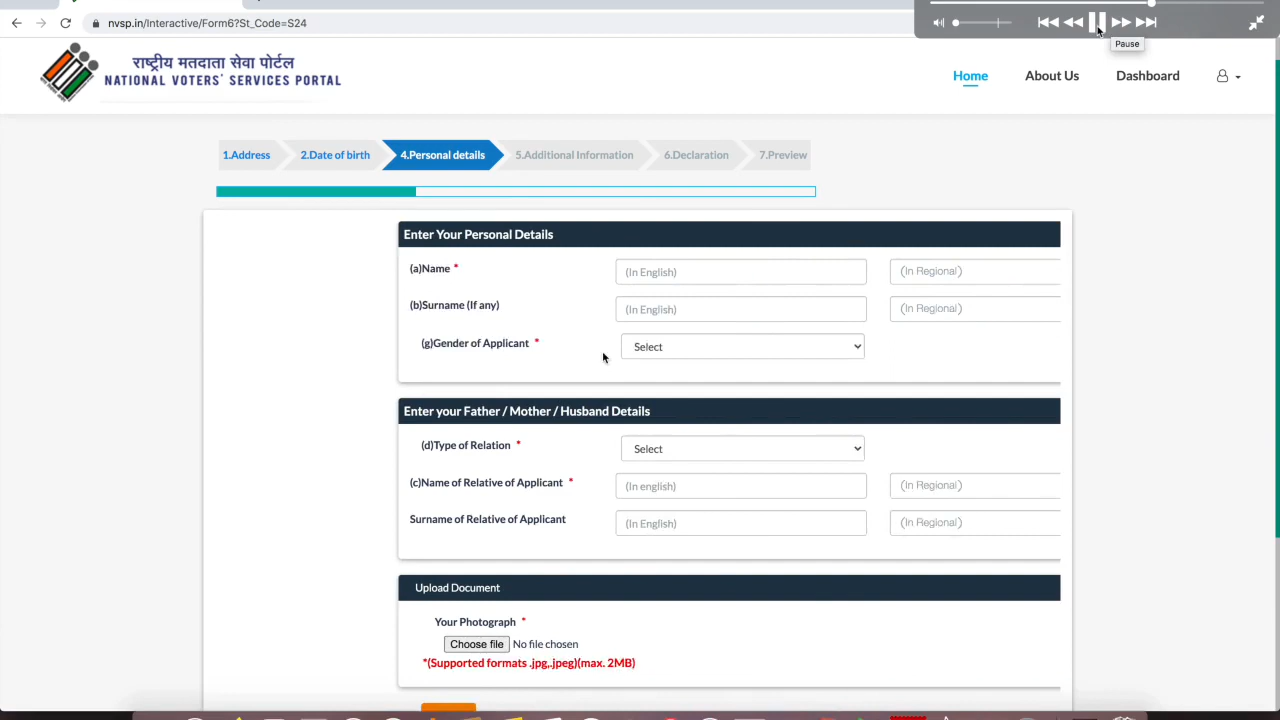 nvsp.in/Interactive/Form6?St_Code=S24
Pause
राष्ट्रीय मतदाता सेवा पोर्टल
NATIONAL VOTERS' SERVICES PORTAL
Home About Us Dashboard
1.Address 2.Date of birth 4.Personal details 5.Additional Information 6.Declaration 7.Preview
Enter Your Personal Details
(a)Name * (In English) (In Regional)
(b)Surname (If any) (In English) (In Regional)
(g)Gender of Applicant * Select
Enter your Father / Mother / Husband Details
(d)Type of Relation * Select
(c)Name of Relative of Applicant * (In english) (In Regional)
Surname of Relative of Applicant (In English) (In Regional)
Upload Document
Your Photograph *
Choose file No file chosen
*(Supported formats .jpg,.jpeg)(max. 2MB)